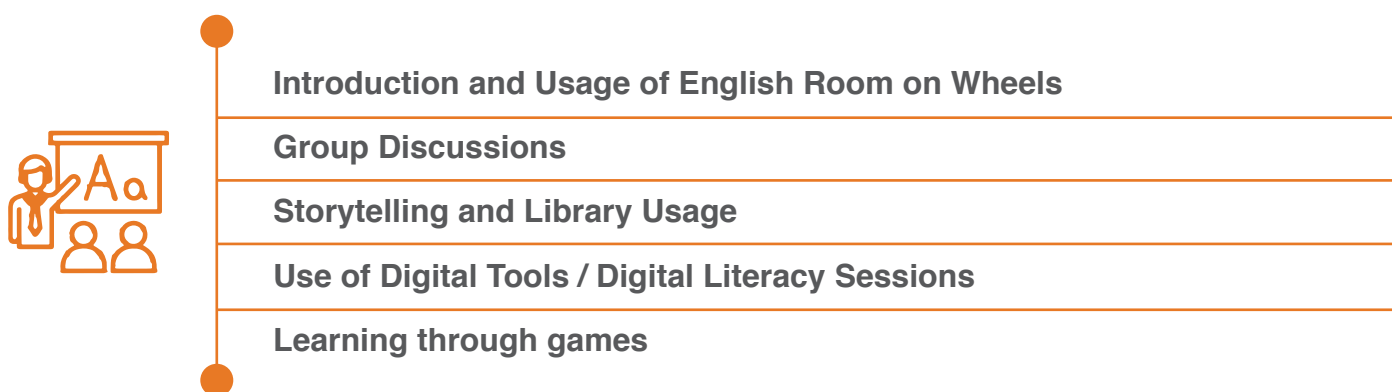 Aa
Introduction and Usage of English Room on Wheels
Group Discussions
Storytelling and Library Usage
Use of Digital Tools / Digital Literacy Sessions
Learning through games